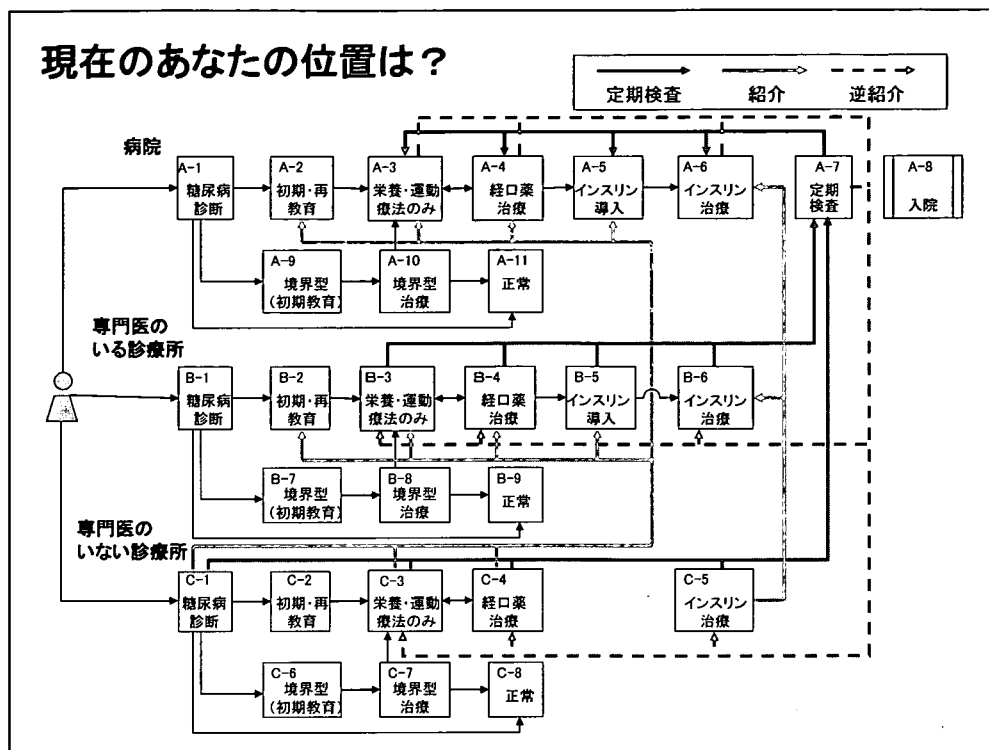 現在のあなたの位置は？
定期検査
紹介
逆紹介
病院
A-1
糖尿病
診断
A-2
初期・再
教育
A-3
栄養・運動
療法のみ
A-4
経口薬
治療
A-5
インスリン
導入
A-6
インスリン
治療
A-7
定期
検査
A-8
入院
A-9
境界型
(初期教育)
A-10
境界型
治療
A-11
正常
専門医の
いる診療所
B-1
糖尿病
診断
B-2
初期・再
教育
B-3
栄養・運動
療法のみ
B-4
経口薬
治療
B-5
インスリン
導入
B-6
インスリン
治療
B-7
境界型
(初期教育)
B-8
境界型
治療
B-9
正常
専門医の
いない診療所
C-1
糖尿病
診断
C-2
初期・再
教育
C-3
栄養・運動
療法のみ
C-4
経口薬
治療
C-5
インスリン
治療
C-6
境界型
(初期教育)
C-7
境界型
治療
C-8
正常